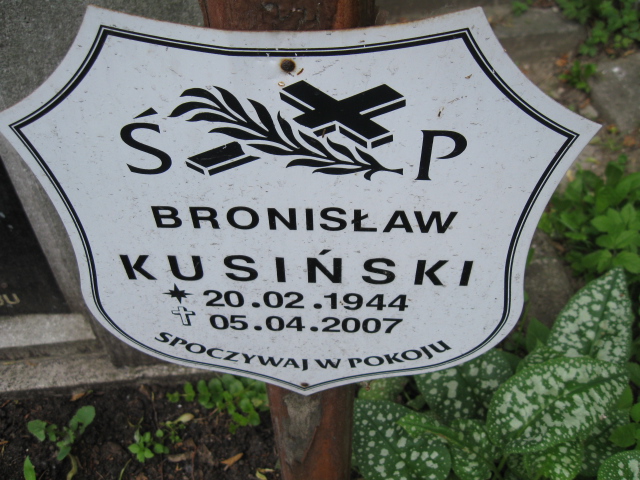 Ś P
BRONISŁAW
KUSIŃSKI
* 20.02.1944
✝ 05.04.2007
SPOCZYWAJ W POKOJU